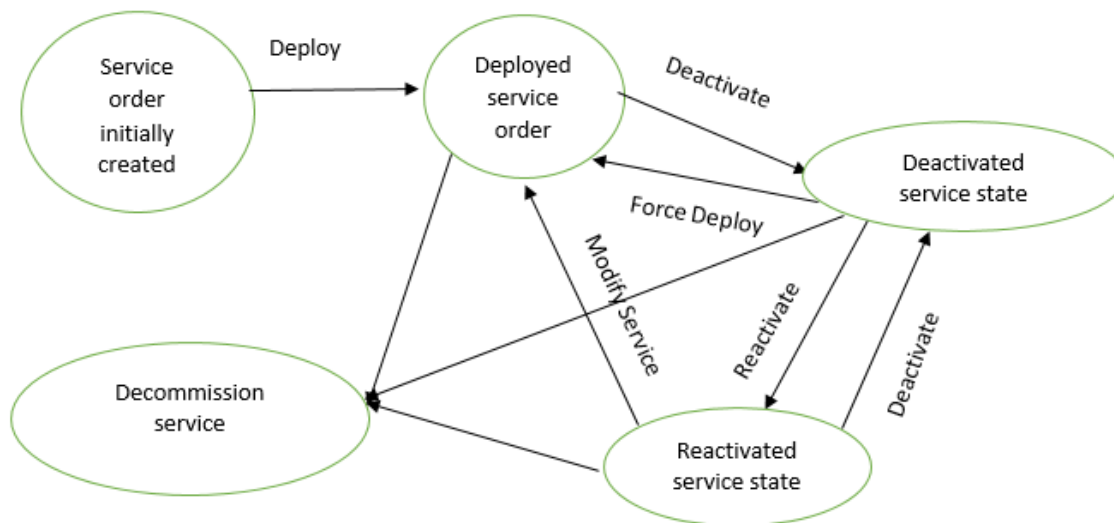 Service
order
initially
created
Deploy
Deployed
service
order
Deactivate
Deactivated
service state
Force Deploy
Modify Service
Reactivate
Deactivate
Decommission
service
Reactivated
service state